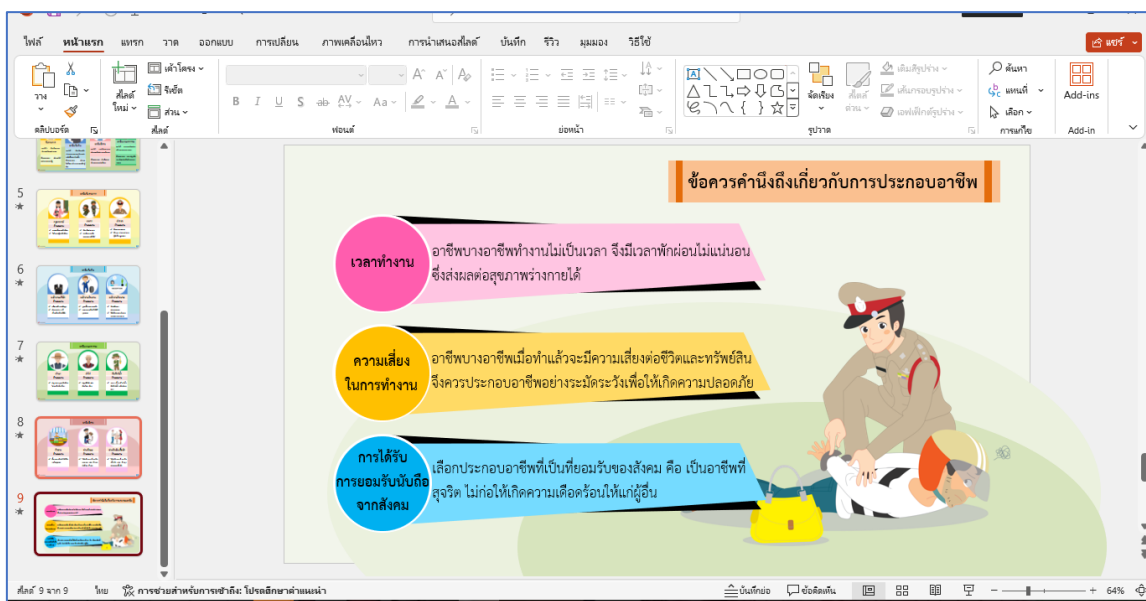 ไฟล์ หน้าแรก แทรก วาด ออกแบบ การเปลี่ยน ภาพเคลื่อนไหว การนำเสนอสไลด์ บันทึก รีวิว มุมมอง วิธีใช้ แชร์
วาง
สไลด์ใหม่
เค้าโครง
รีเซ็ต
ส่วน
B I U S ab AV Aa A A
จัดเรียง
สไตล์ด่วน
เติมสีรูปร่าง
เส้นกรอบรูปร่าง
เอฟเฟ็กต์รูปร่าง
ค้นหา
แทนที่
เลือก
Add-ins
คลิปบอร์ด สไลด์ ฟอนต์ ย่อหน้า รูปวาด การแก้ไข Add-in
5
6
7
8
9
ข้อควรคำนึงถึงเกี่ยวกับการประกอบอาชีพ
เวลาทำงาน
อาชีพบางอาชีพทำงานไม่เป็นเวลา จึงมีเวลาพักผ่อนไม่แน่นอน
ซึ่งส่งผลต่อสุขภาพร่างกายได้
ความเสี่ยง
ในการทำงาน
อาชีพบางอาชีพเมื่อทำแล้วจะมีความเสี่ยงต่อชีวิตและทรัพย์สิน
จึงควรประกอบอาชีพอย่างระมัดระวังเพื่อให้เกิดความปลอดภัย
การได้รับ
การยอมรับนับถือ
จากสังคม
เลือกประกอบอาชีพที่เป็นที่ยอมรับของสังคม คือ เป็นอาชีพที่
สุจริต ไม่ก่อให้เกิดความเดือดร้อนให้แก่ผู้อื่น
สไลด์ 9 จาก 9 ไทย การช่วยสำหรับการเข้าถึง: โปรดศึกษาคำแนะนำ บันทึกย่อ ข้อคิดเห็น 64%